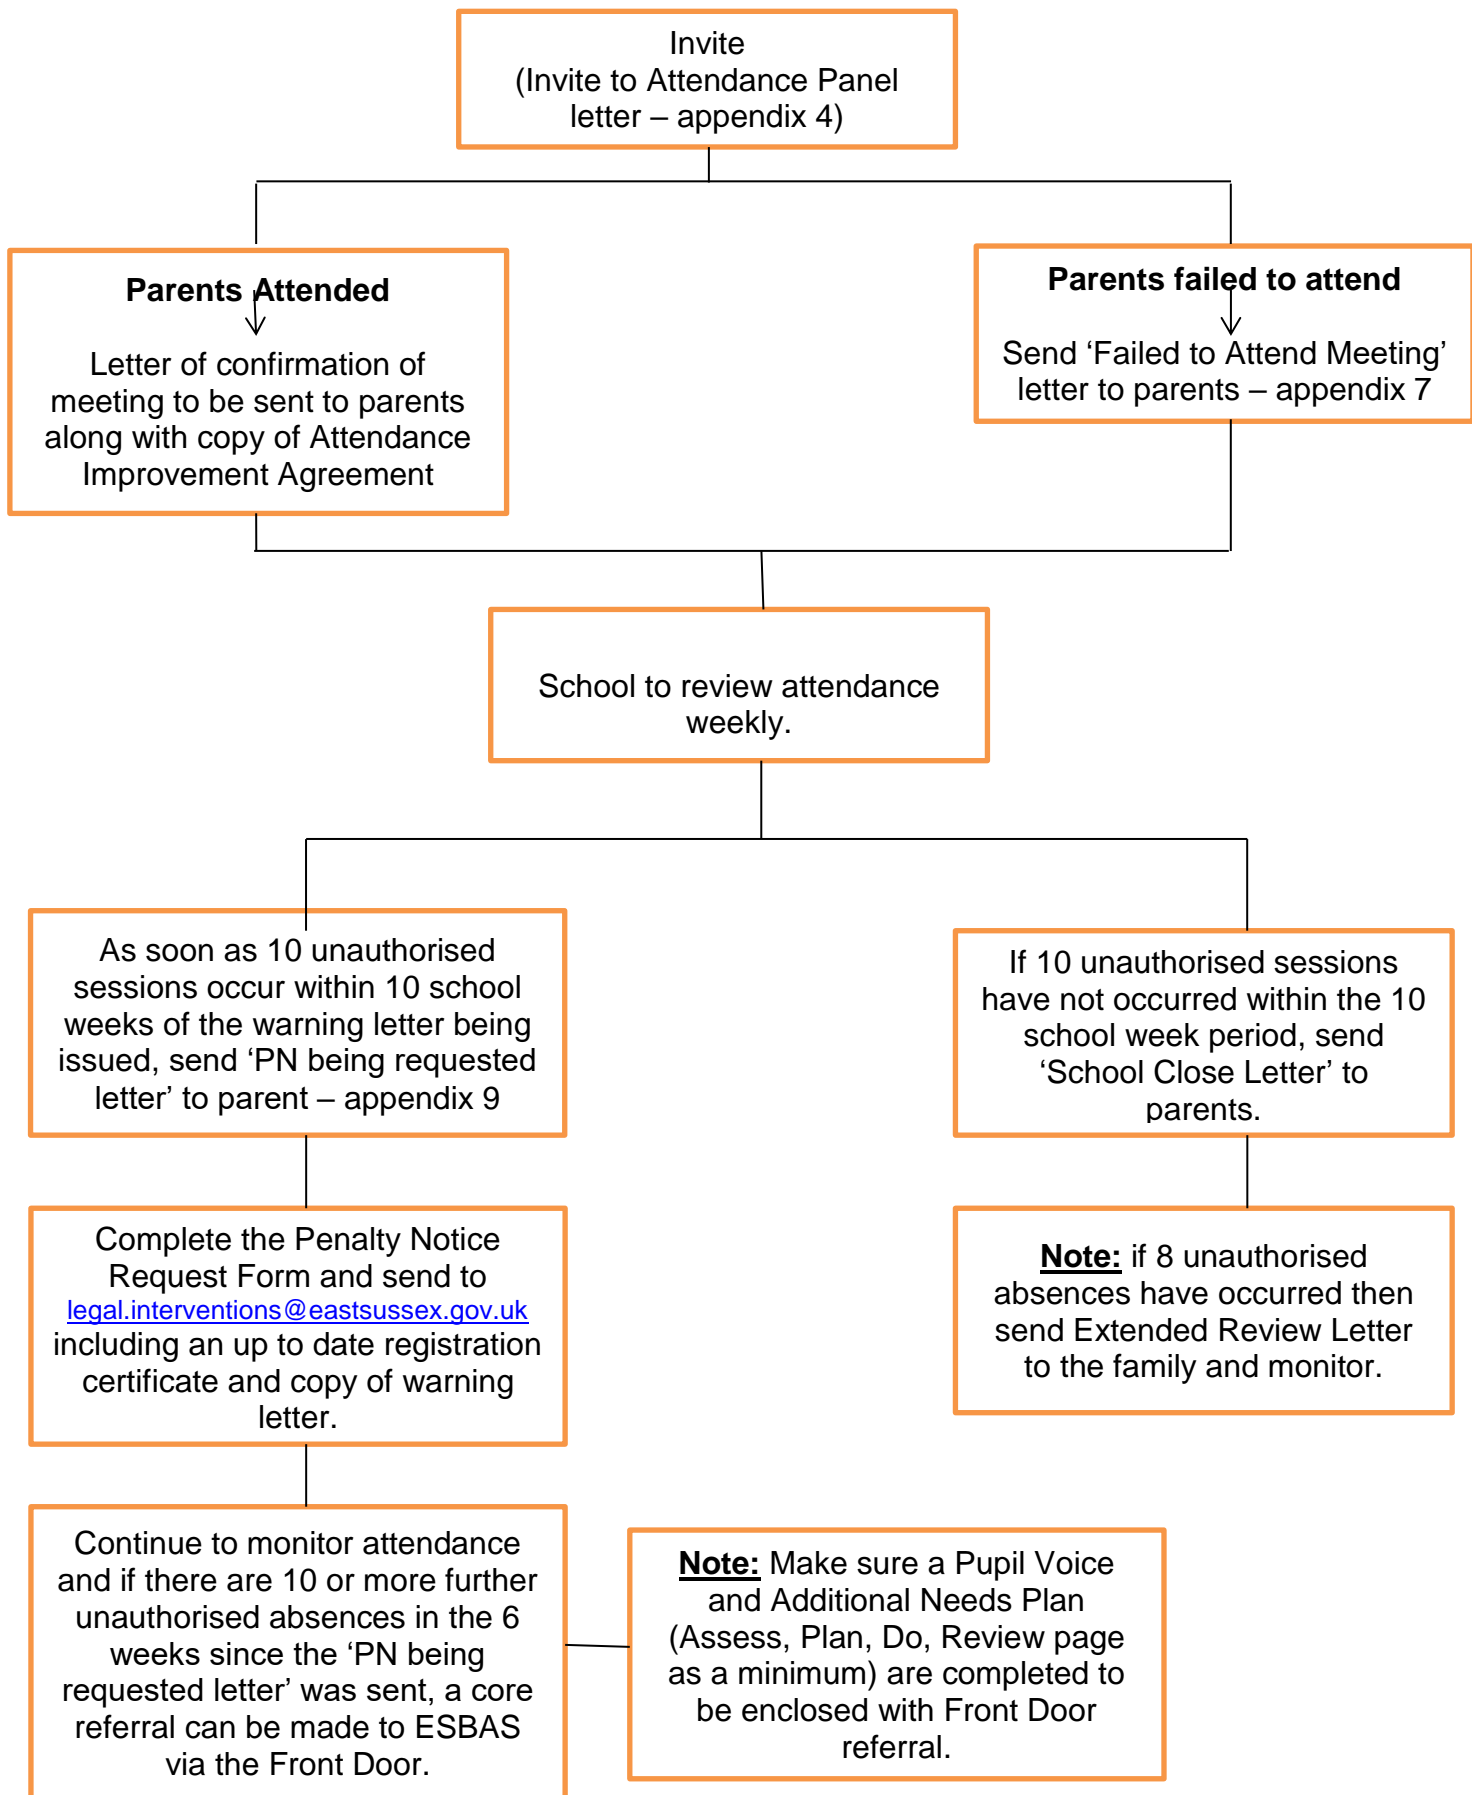 Invite
(Invite to Attendance Panel
letter – appendix 4)
Parents Attended
Letter of confirmation of
meeting to be sent to parents
along with copy of Attendance
Improvement Agreement
Parents failed to attend
Send ‘Failed to Attend Meeting’
letter to parents – appendix 7
School to review attendance
weekly.
As soon as 10 unauthorised
sessions occur within 10 school
weeks of the warning letter being
issued, send ‘PN being requested
letter’ to parent – appendix 9
If 10 unauthorised sessions
have not occurred within the 10
school week period, send
‘School Close Letter’ to
parents.
Complete the Penalty Notice
Request Form and send to
legal.interventions@eastsussex.gov.uk
including an up to date registration
certificate and copy of warning
letter.
Note: if 8 unauthorised
absences have occurred then
send Extended Review Letter
to the family and monitor.
Continue to monitor attendance
and if there are 10 or more further
unauthorised absences in the 6
weeks since the ‘PN being
requested letter’ was sent, a core
referral can be made to ESBAS
via the Front Door.
Note: Make sure a Pupil Voice
and Additional Needs Plan
(Assess, Plan, Do, Review page
as a minimum) are completed to
be enclosed with Front Door
referral.